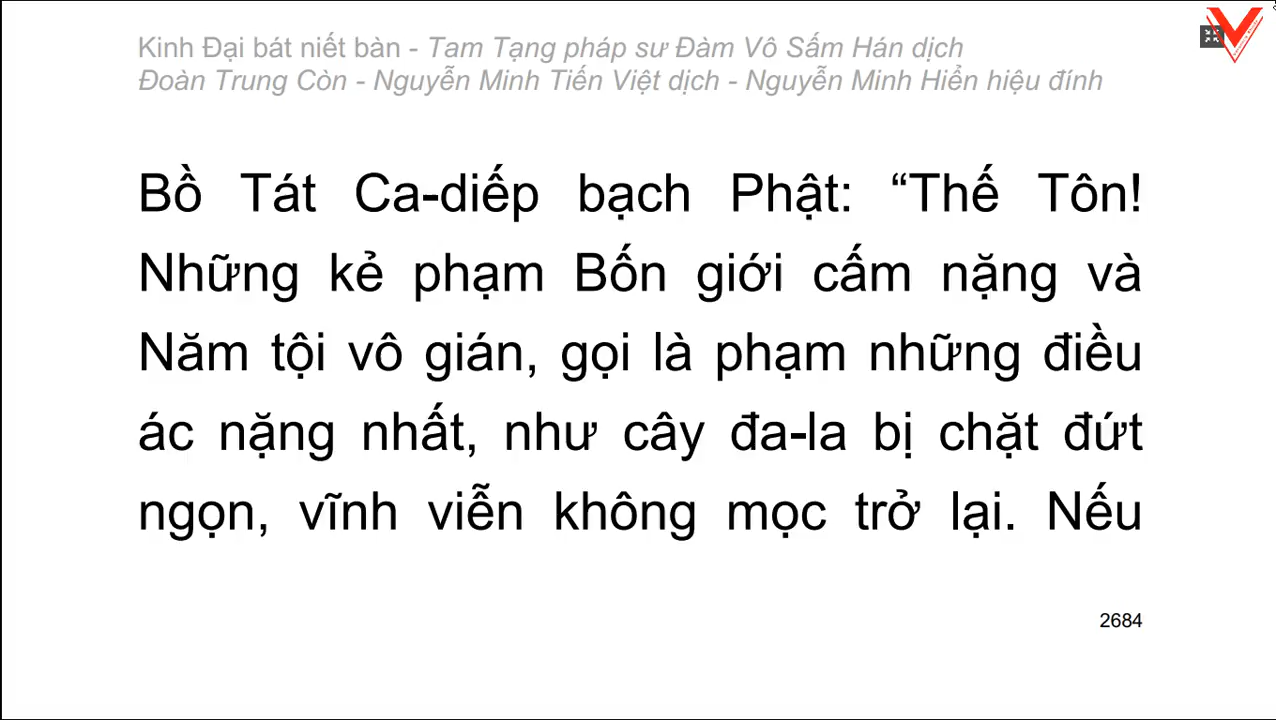 Kinh Đại bát niết bàn - Tam Tạng pháp sư Đàm Vô Sấm Hán dịch
Đoàn Trung Còn - Nguyễn Minh Tiến Việt dịch - Nguyễn Minh Hiển hiệu đính
Bồ Tát Ca-diếp bạch Phật: “Thế Tôn!
Những kẻ phạm Bốn giới cấm nặng và
Năm tội vô gián, gọi là phạm những điều
ác nặng nhất, như cây đa-la bị chặt đứt
ngọn, vĩnh viễn không mọc trở lại. Nếu
2684